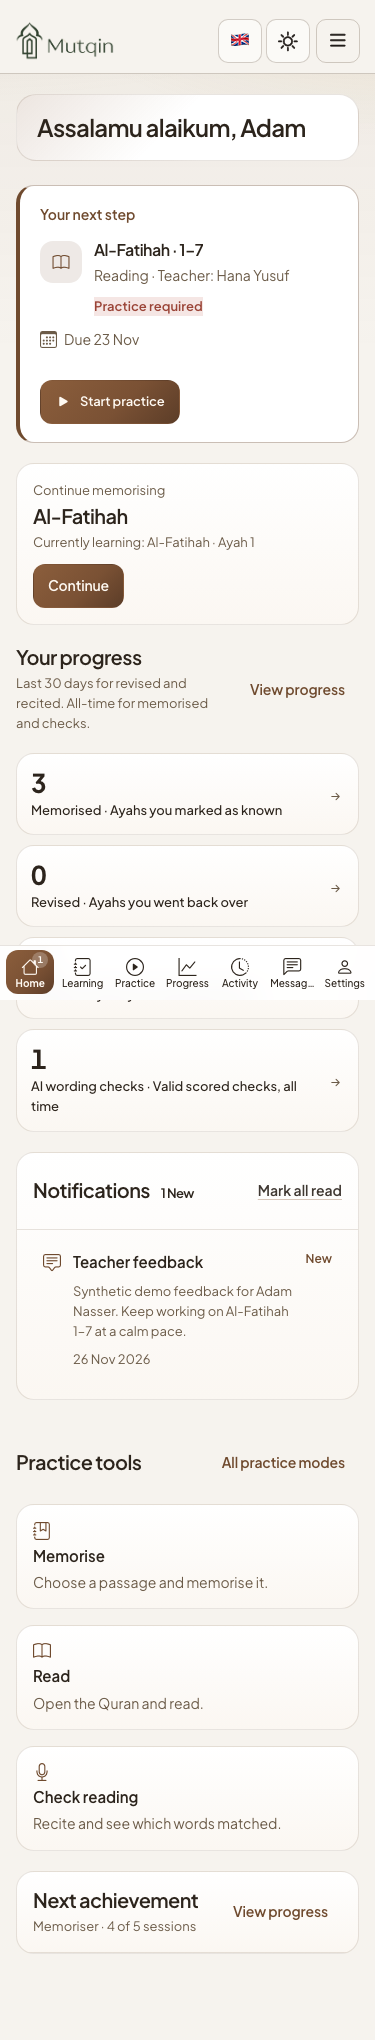 Mutqin
Assalamu alaikum, Adam
Your next step
Al-Fatihah · 1–7
Reading · Teacher: Hana Yusuf
Practice required
Due 23 Nov
Start practice
Continue memorising
Al-Fatihah
Currently learning: Al-Fatihah · Ayah 1
Continue
Your progress
Last 30 days for revised and
recited. All-time for memorised
and checks.
View progress
3
Memorised · Ayahs you marked as known
0
Revised · Ayahs you went back over
1
Home
Learning
Practice
Progress
Activity
Messag...
Settings
1
AI wording checks · Valid scored checks, all
time
Notifications 1 New
Mark all read
Teacher feedback
New
Synthetic demo feedback for Adam
Nasser. Keep working on Al-Fatihah
1–7 at a calm pace.
26 Nov 2026
Practice tools
All practice modes
Memorise
Choose a passage and memorise it.
Read
Open the Quran and read.
Check reading
Recite and see which words matched.
Next achievement
Memoriser · 4 of 5 sessions
View progress